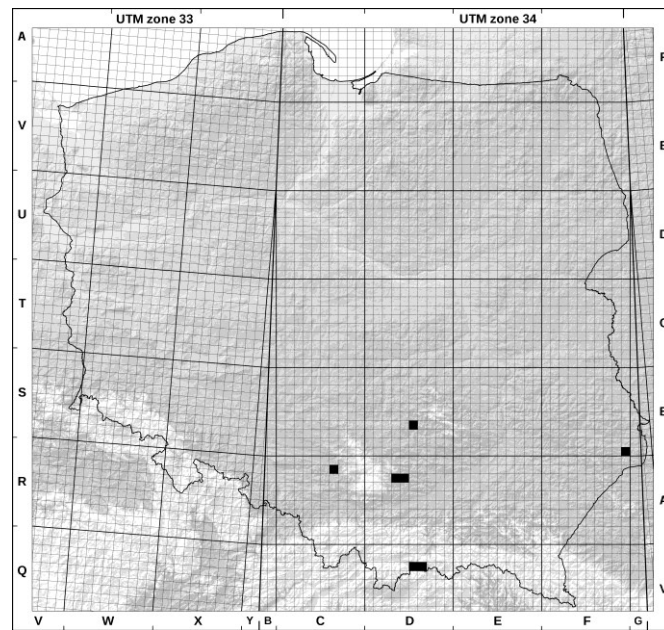 UTM zone 33 UTM zone 34
A F
V E
U D
T C
S B
R A
Q V
V W X Y B C D E F G